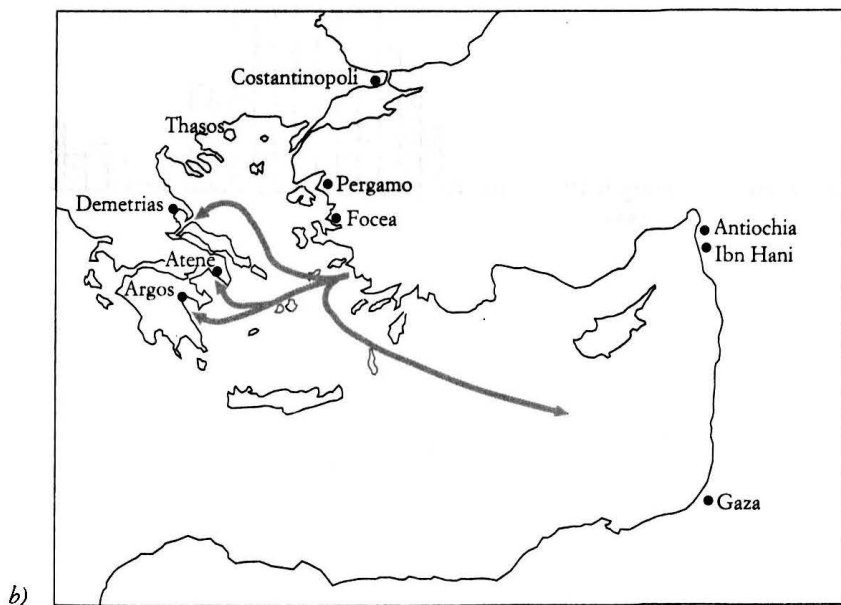 Costantinopoli
Thasos
Pergamo
Demetrias
Focea
Antiochia
Ibn Hani
Atene
Argos
Gaza
b)